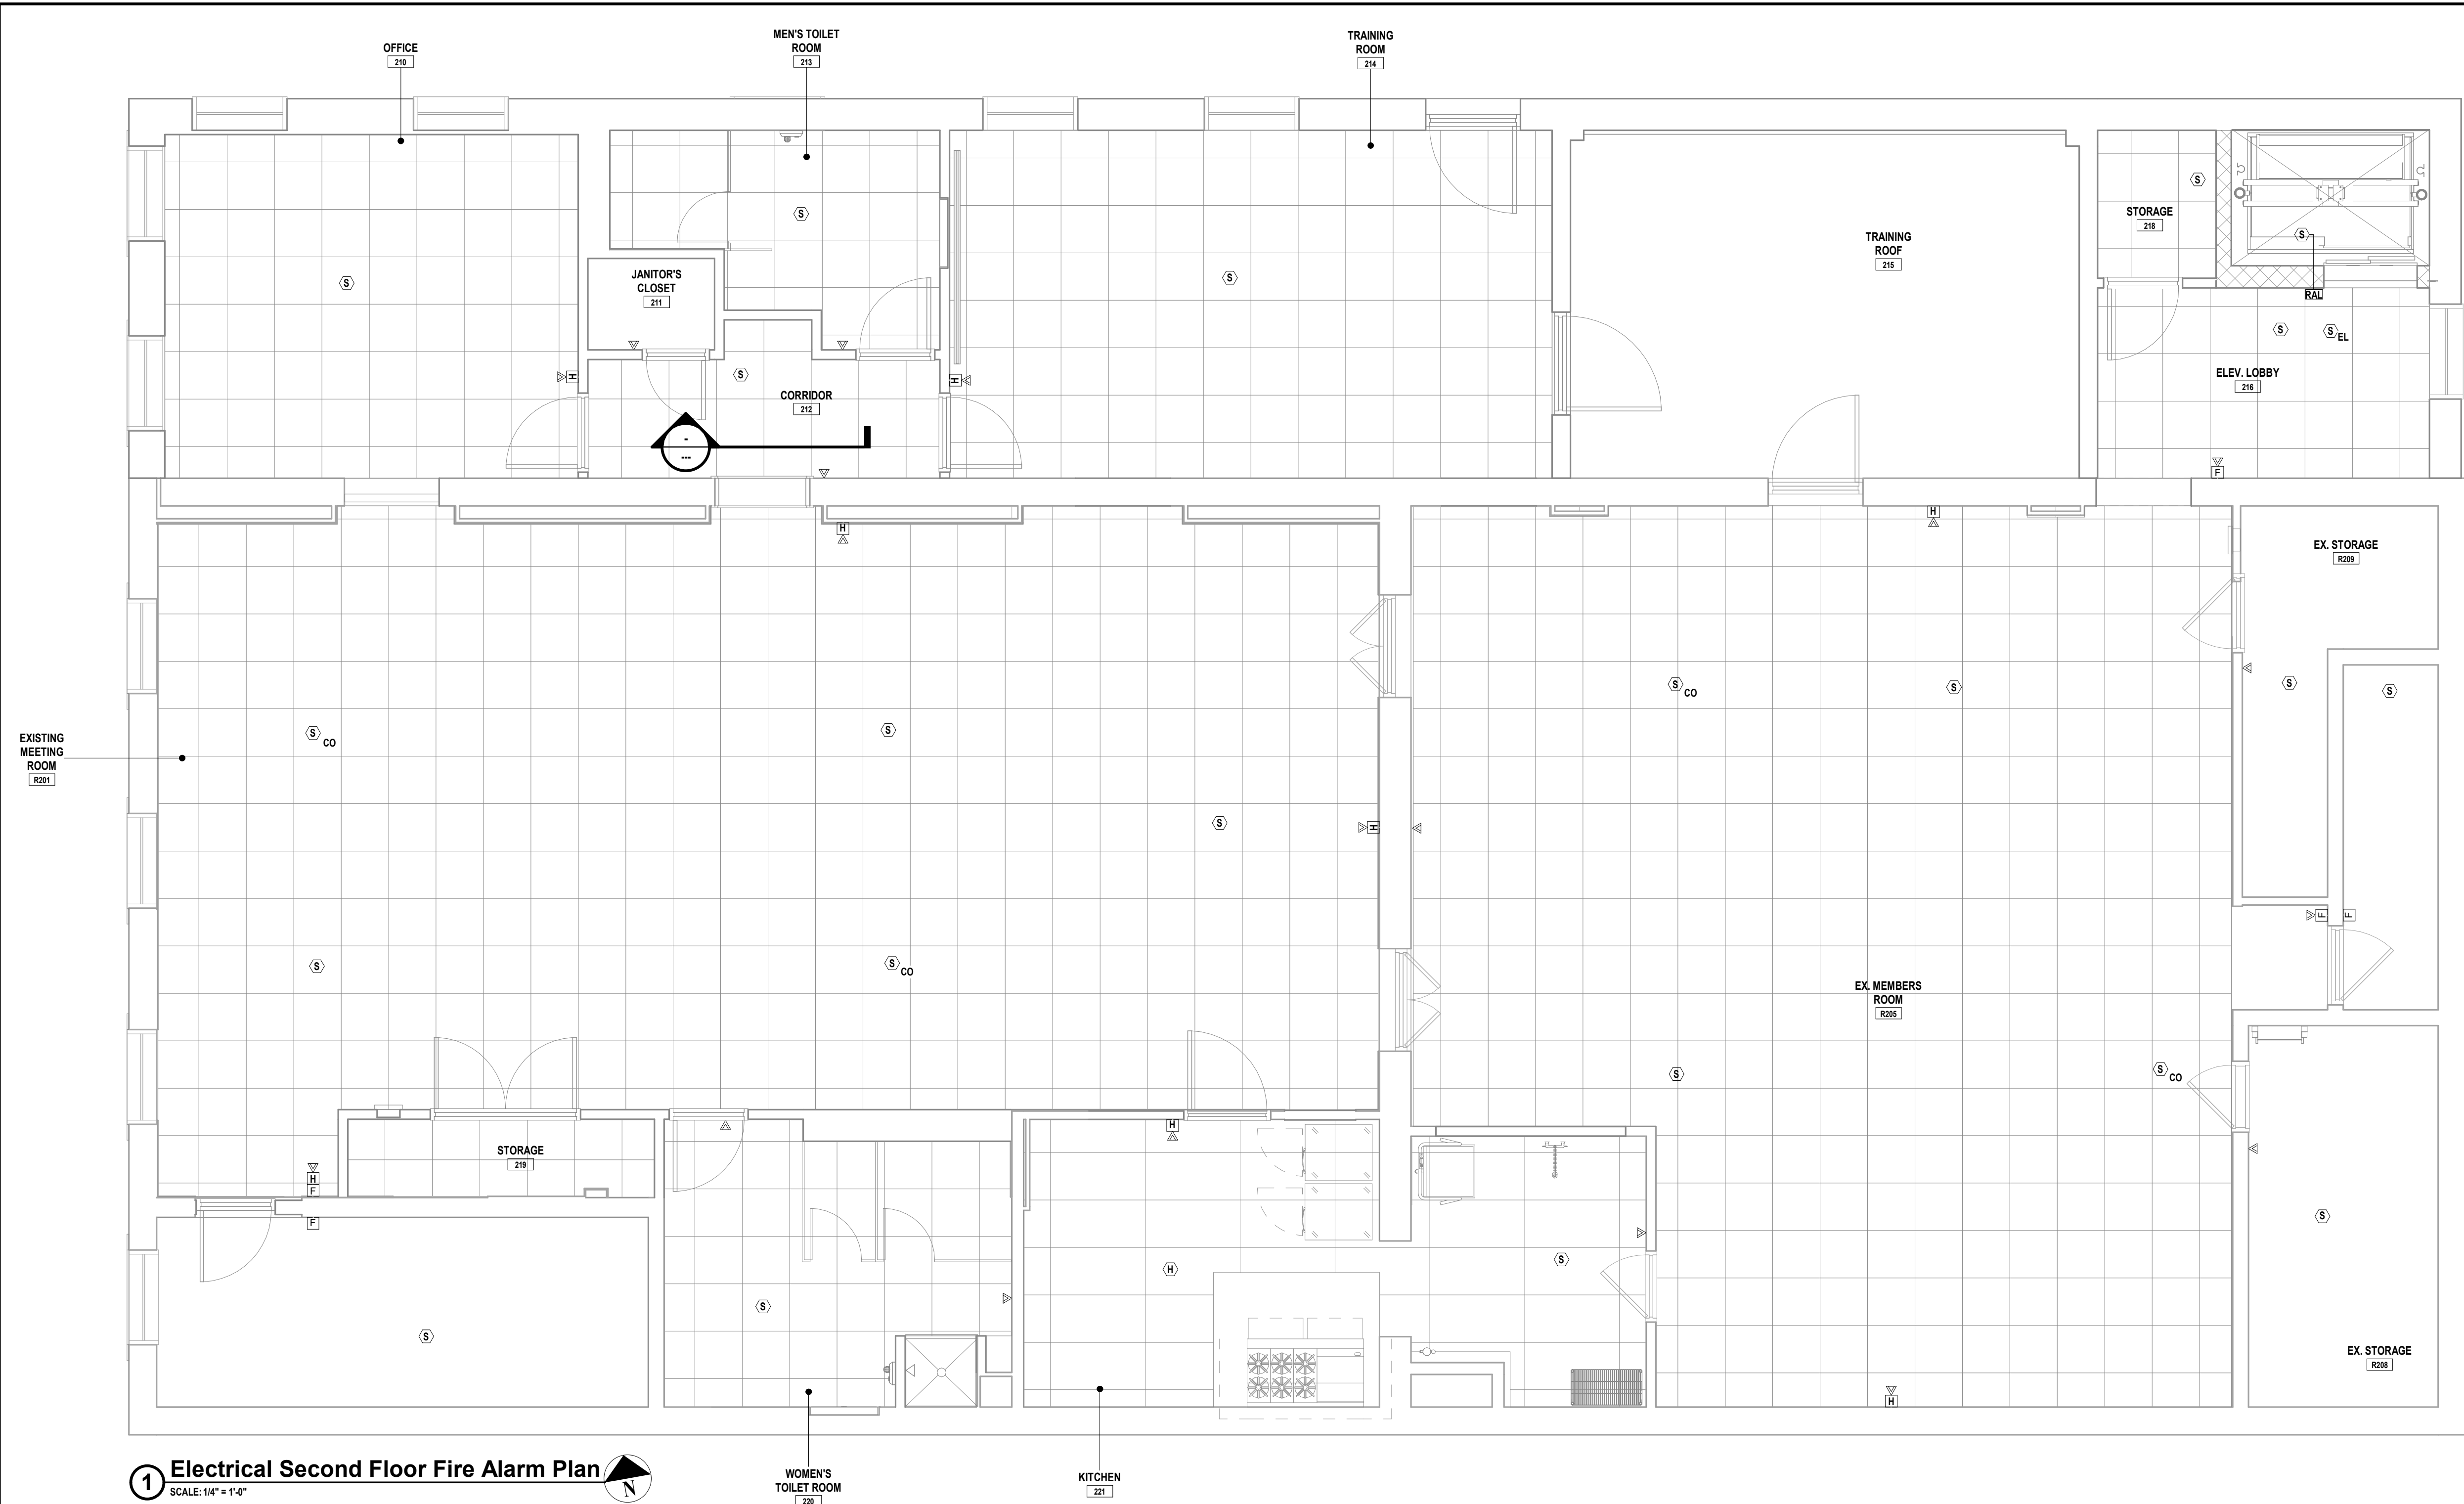 OFFICE
210
MEN'S TOILET
ROOM
213
TRAINING
ROOM
214
S
S
S
S
STORAGE
218
S
TRAINING
ROOF
215
JANITOR'S
CLOSET
211
RAL
S
S
EL
S
H
H
ELEV. LOBBY
216
CORRIDOR
212
-
---
F
H
H
EX. STORAGE
R209
S
CO
S
S
S
S
CO
S
EXISTING
MEETING
ROOM
R201
S
H
F
F
S
S
CO
EX. MEMBERS
ROOM
R205
S
S
CO
H
STORAGE
219
H
F
F
S
S
H
S
S
EX. STORAGE
R208
H
1
Electrical Second Floor Fire Alarm Plan
SCALE: 1/4" = 1'-0"
N
WOMEN'S
TOILET ROOM
220
KITCHEN
221